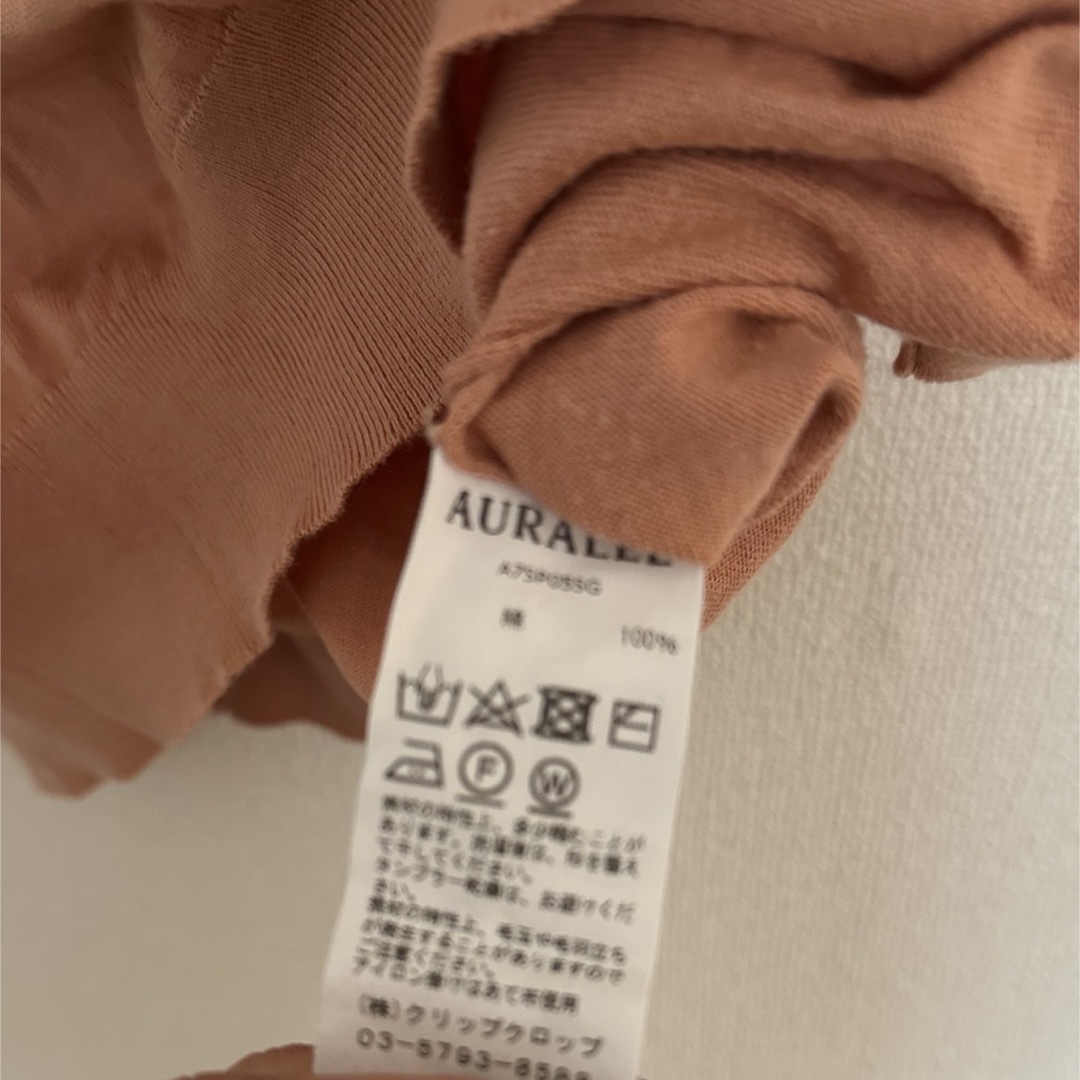 AURALEE
A7SP05SG
綿 100%
F W
素材の特性上、多少縮むことが
あります。洗濯後は、形を整え
て干してください。
タンブラー乾燥は、お避けくだ
さい。
素材の特性上、毛玉や毛羽立ち
が発生することがありますので
ご注意ください。
アイロン掛けはあて布使用
(株)クリップクロップ
03-5793-8588